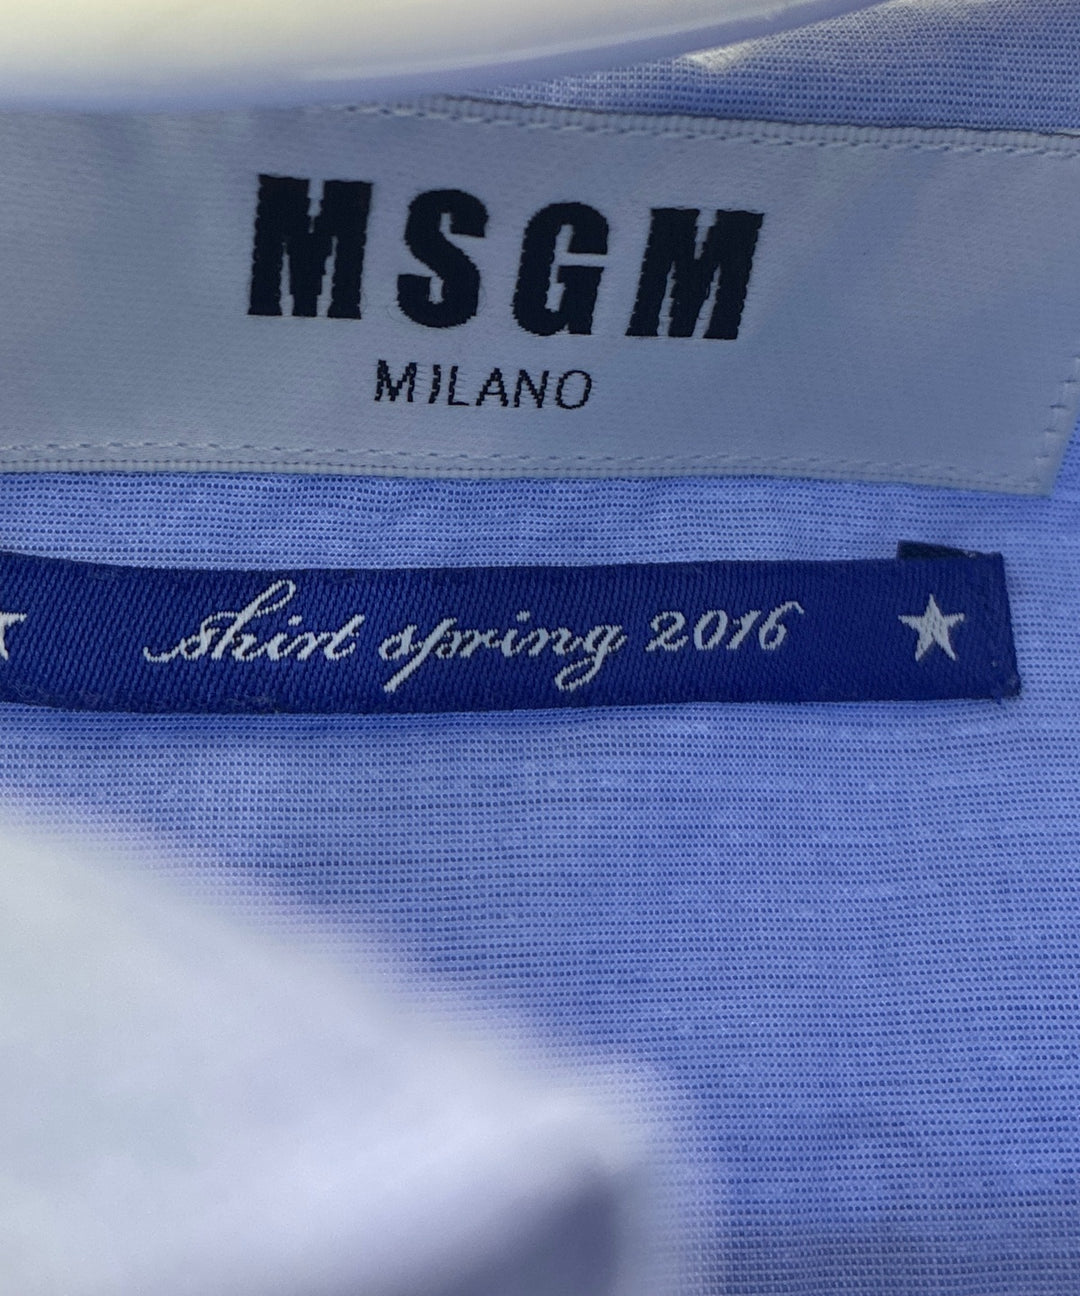 MSGM
MILANO
shirt spring 2016